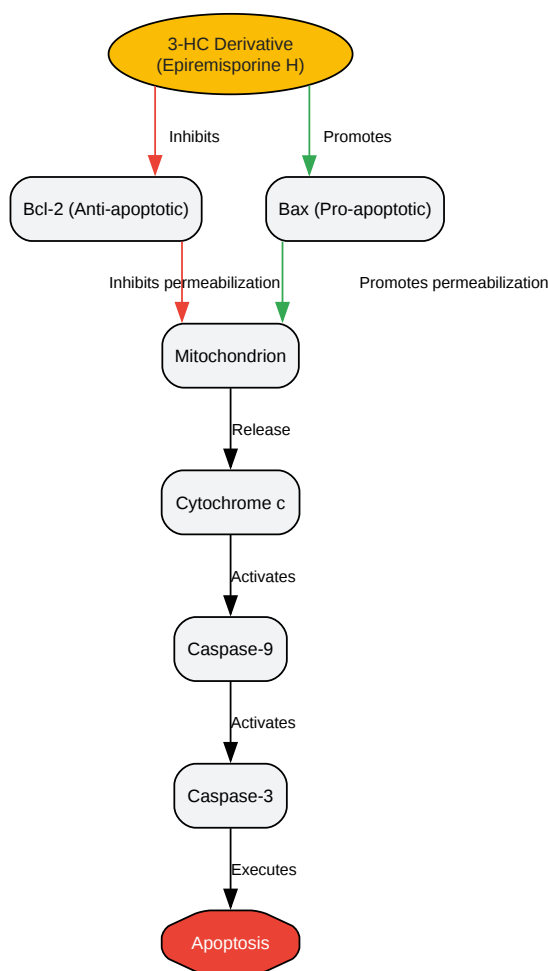 3-HC Derivative
(Epiremisporine H)
Inhibits
Promotes
Bcl-2 (Anti-apoptotic)
Bax (Pro-apoptotic)
Inhibits permeabilization
Promotes permeabilization
Mitochondrion
Release
Cytochrome c
Activates
Caspase-9
Activates
Caspase-3
Executes
Apoptosis